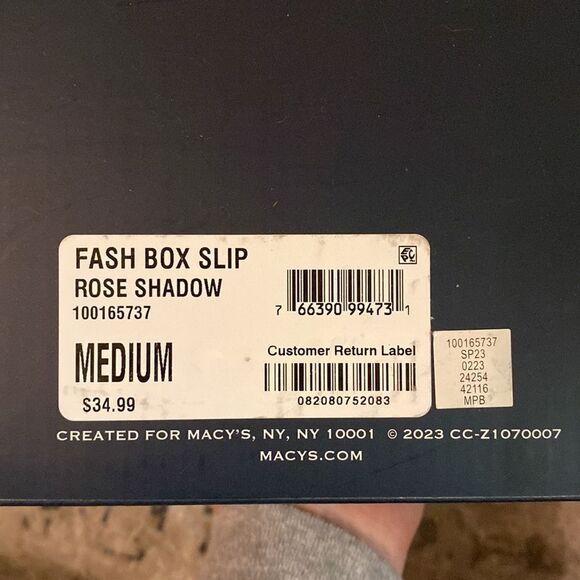 FASH BOX SLIP
ROSE SHADOW
100165737
7 66390 99473 1
MEDIUM
Customer Return Label
$34.99
082080752083
100165737
SP23
0223
24254
42116
MPB
CREATED FOR MACY'S, NY, NY 10001 © 2023 CC-Z1070007
MACYS.COM